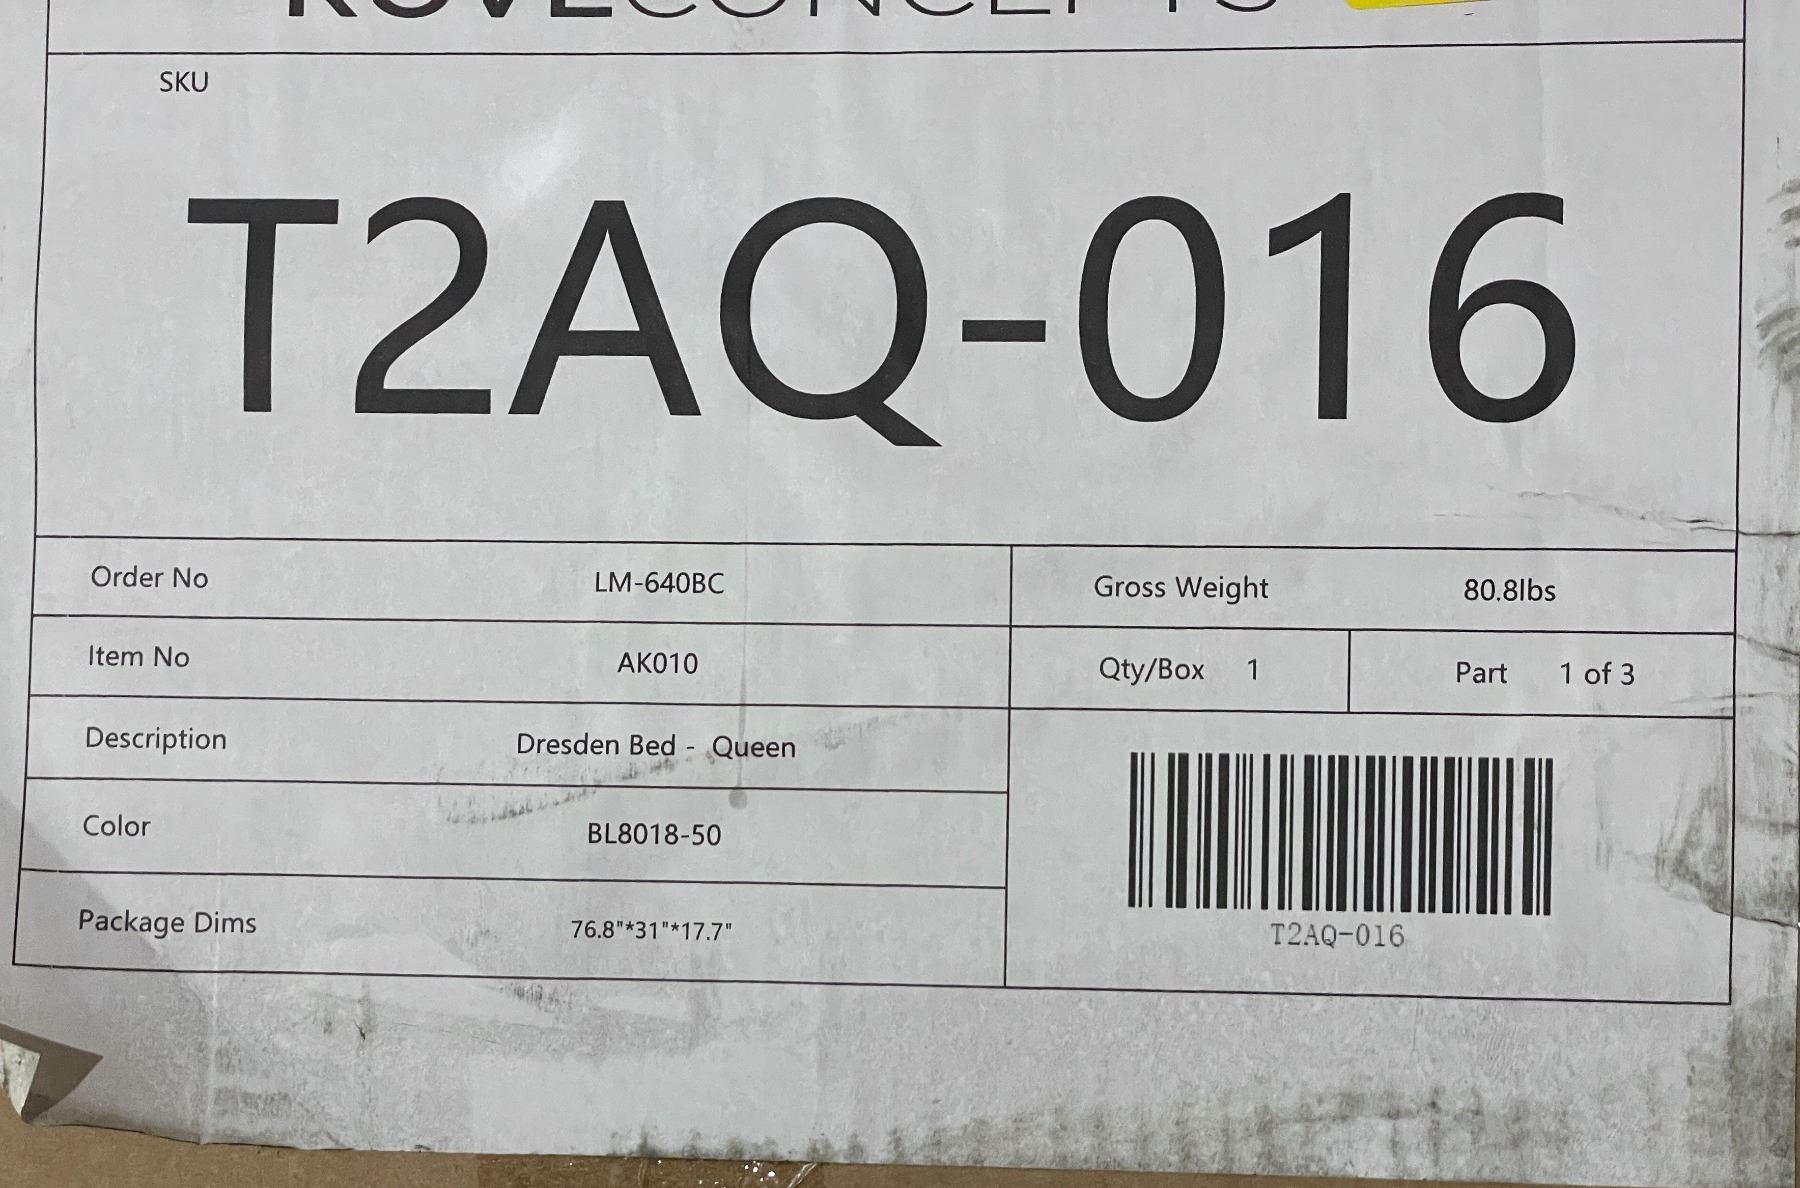 ROVECONCEPTS
SKU
T2AQ-016
Order No LM-640BC Gross Weight 80.8lbs
Item No AK010 Qty/Box 1 Part 1 of 3
Description Dresden Bed - Queen
Color BL8018-50
Package Dims 76.8"*31"*17.7"
T2AQ-016